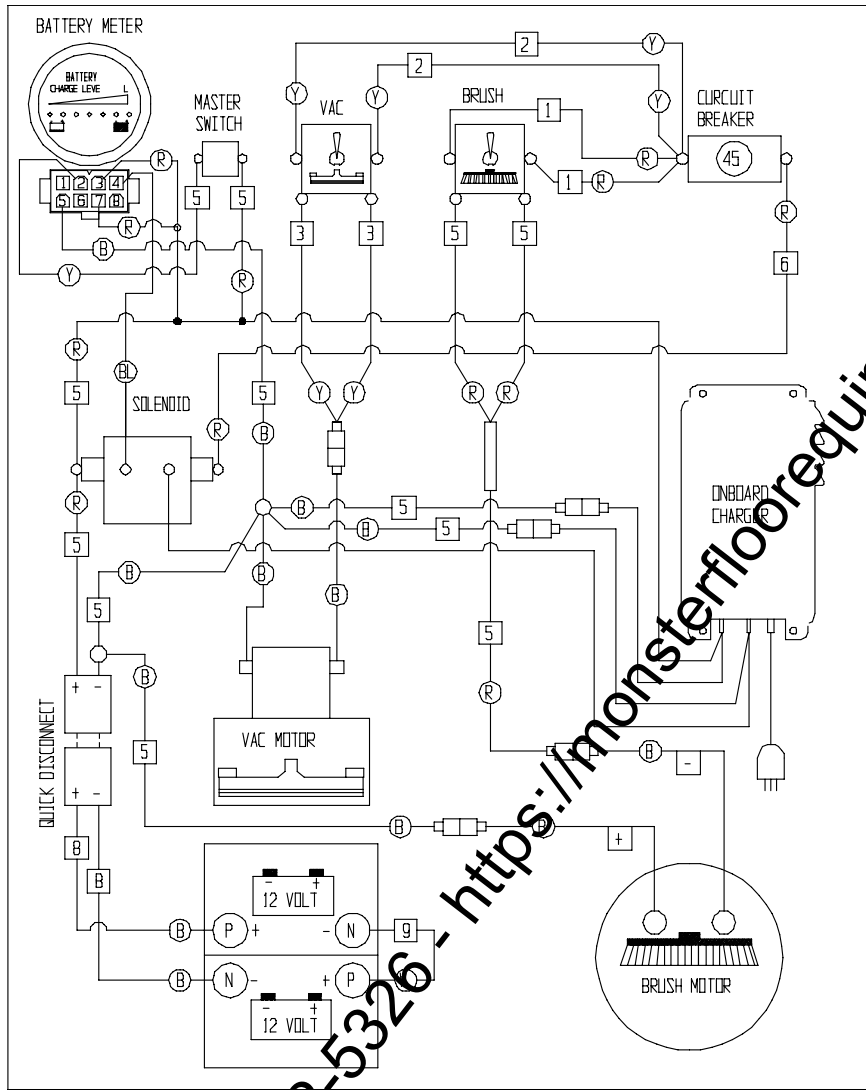 BATTERY METER
BATTERY
CHARGE LEVE L
MASTER
SWITCH
VAC
BRUSH
CURCUIT
BREAKER
45
2
Y
2
Y
Y
Y
1
R
1
R
R
R
1 2 3 4
5 6 7 8
5
5
3
3
5
5
R
B
R
Y
R
6
R
BL
5
SOLENOID
5
B
R
Y
Y
R
R
ONBOARD
CHARGER
R
B
5
B
5
5
B
B
B
5
5
R
B
5
+ -
+ -
QUICK DISCONNECT
VAC MOTOR
B
-
B
B
+
8
B
- +
12 VOLT
B
P +
- N
9
B
N -
+ P
- +
12 VOLT
BRUSH MOTOR
-5326 - https://monsterfloorequip